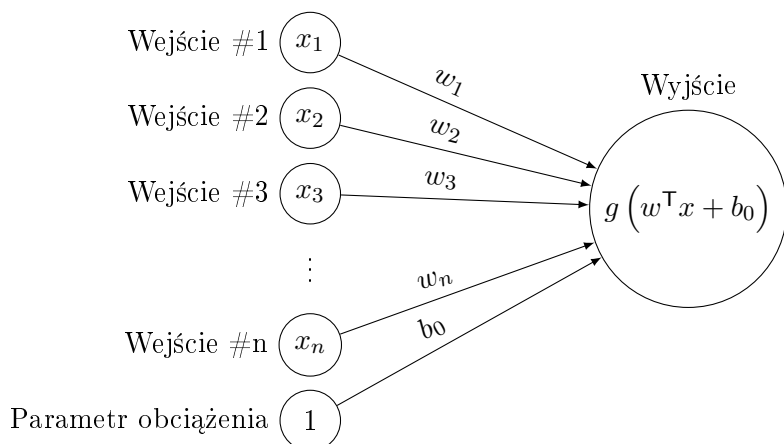 Wejście #1
x₁
w₁
Wyjście
Wejście #2
x₂
w₂
Wejście #3
x₃
w₃
g (wᵀx + b₀)
⋮
wₙ
Wejście #n
xₙ
b₀
Parametr obciążenia
1